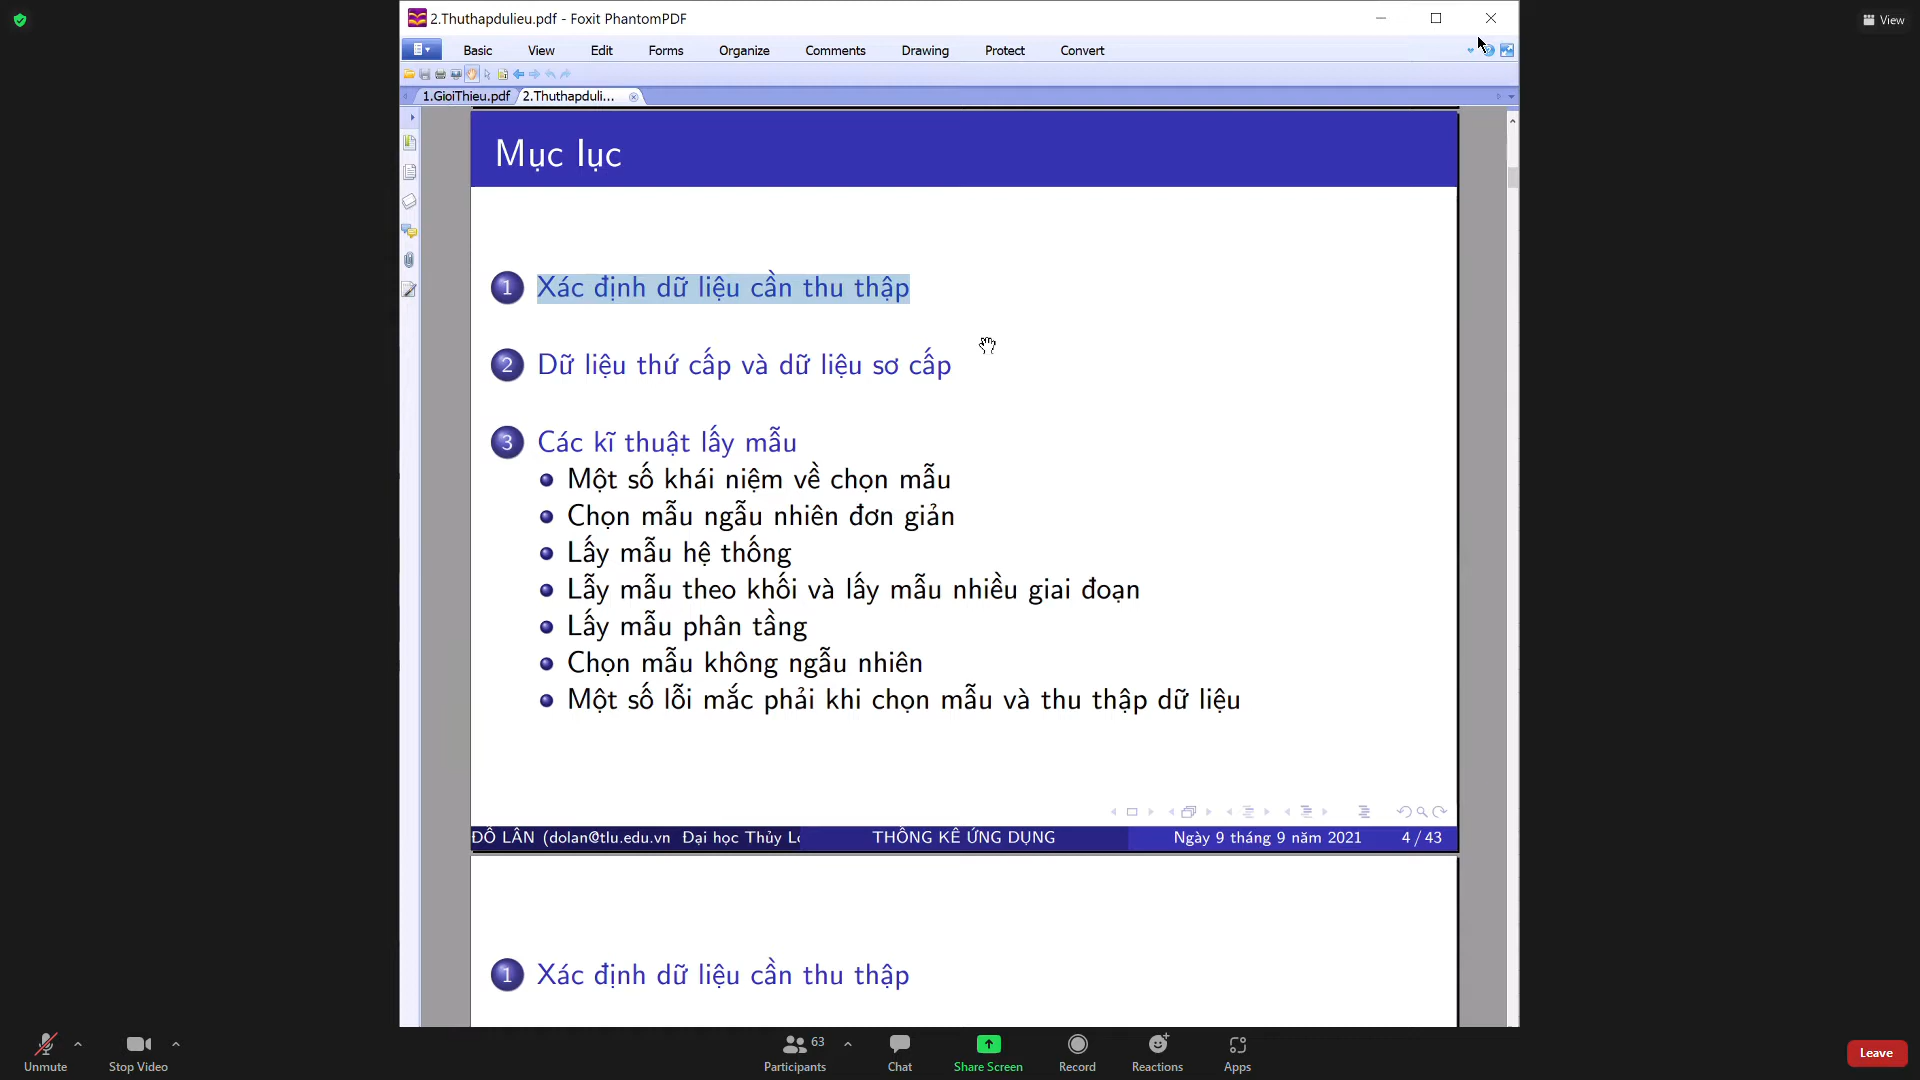 2.Thuthapdulieu.pdf - Foxit PhantomPDF
View
Basic View Edit Forms Organize Comments Drawing Protect Convert
1.GioiThieu.pdf 2.Thuthapduli...
Mục lục
1 Xác định dữ liệu cần thu thập
2 Dữ liệu thứ cấp và dữ liệu sơ cấp
3 Các kĩ thuật lấy mẫu
Một số khái niệm về chọn mẫu
Chọn mẫu ngẫu nhiên đơn giản
Lấy mẫu hệ thống
Lẫy mẫu theo khối và lấy mẫu nhiều giai đoạn
Lấy mẫu phân tầng
Chọn mẫu không ngẫu nhiên
Một số lỗi mắc phải khi chọn mẫu và thu thập dữ liệu
ĐỖ LÂN (dolan@tlu.edu.vn Đại học Thủy Lo THỐNG KÊ ỨNG DỤNG Ngày 9 tháng 9 năm 2021 4 / 43
1 Xác định dữ liệu cần thu thập
63
Unmute Stop Video Participants Chat Share Screen Record Reactions Apps Leave